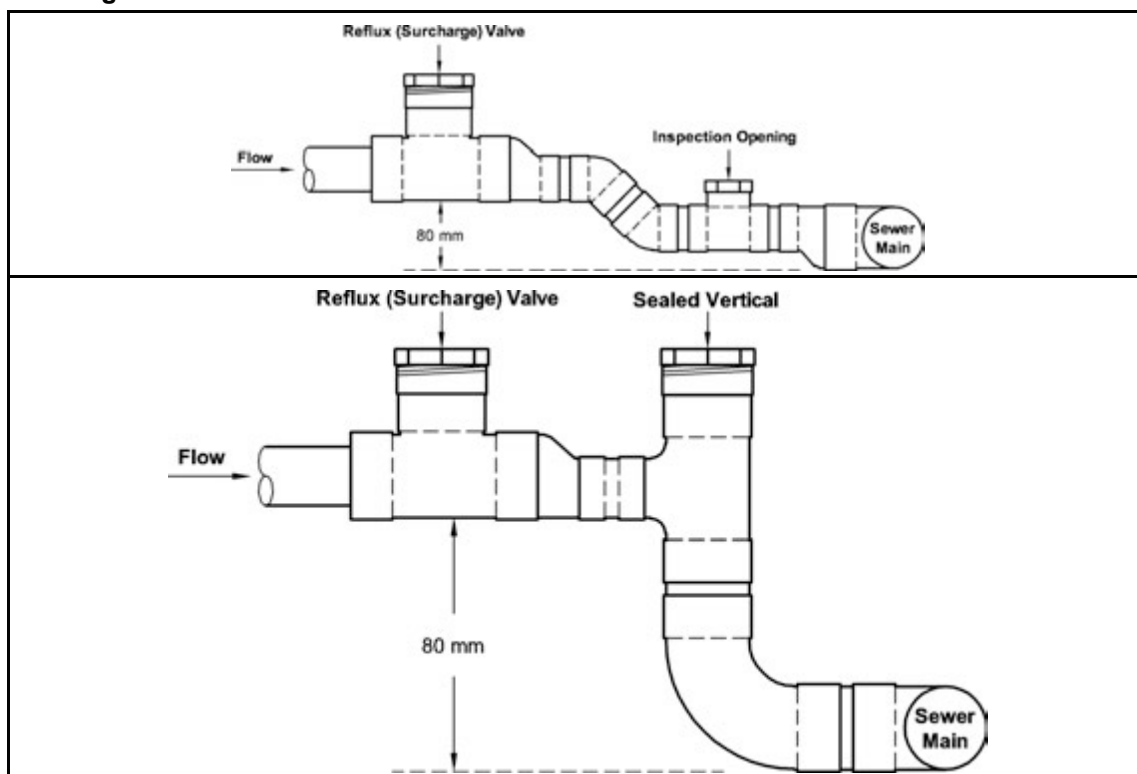 Reflux (Surcharge) Valve
Inspection Opening
Flow
80 mm
Sewer
Main
Reflux (Surcharge) Valve
Sealed Vertical
Flow
80 mm
Sewer
Main